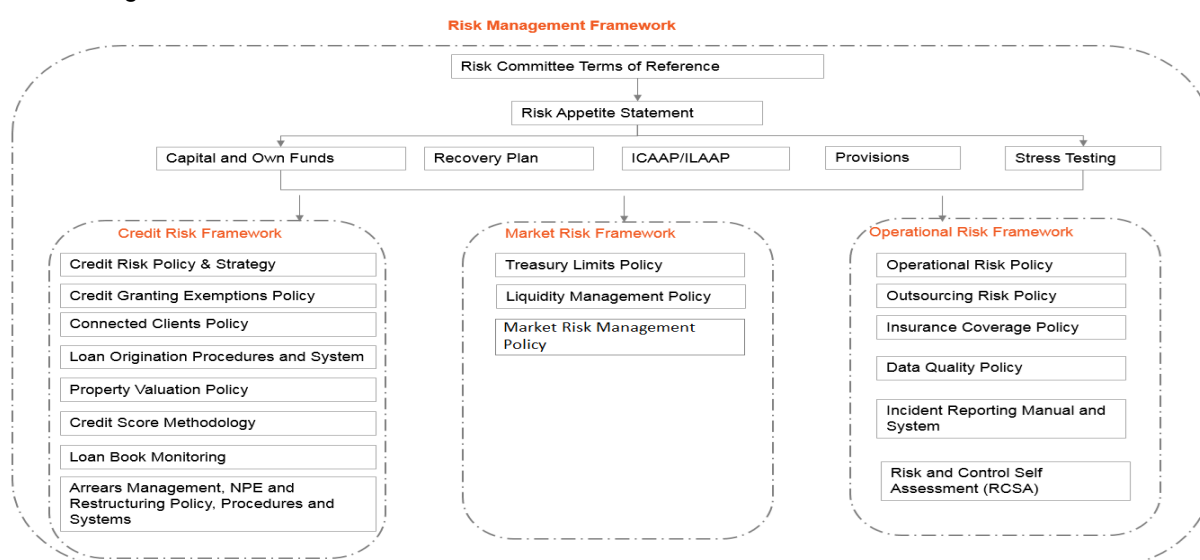 Risk Management Framework
Risk Committee Terms of Reference
Risk Appetite Statement
Capital and Own Funds
Recovery Plan
ICAAP/ILAAP
Provisions
Stress Testing
Credit Risk Framework
Credit Risk Policy & Strategy
Credit Granting Exemptions Policy
Connected Clients Policy
Loan Origination Procedures and System
Property Valuation Policy
Credit Score Methodology
Loan Book Monitoring
Arrears Management, NPE and
Restructuring Policy, Procedures and
Systems
Market Risk Framework
Treasury Limits Policy
Liquidity Management Policy
Market Risk Management
Policy
Operational Risk Framework
Operational Risk Policy
Outsourcing Risk Policy
Insurance Coverage Policy
Data Quality Policy
Incident Reporting Manual and
System
Risk and Control Self
Assessment (RCSA)